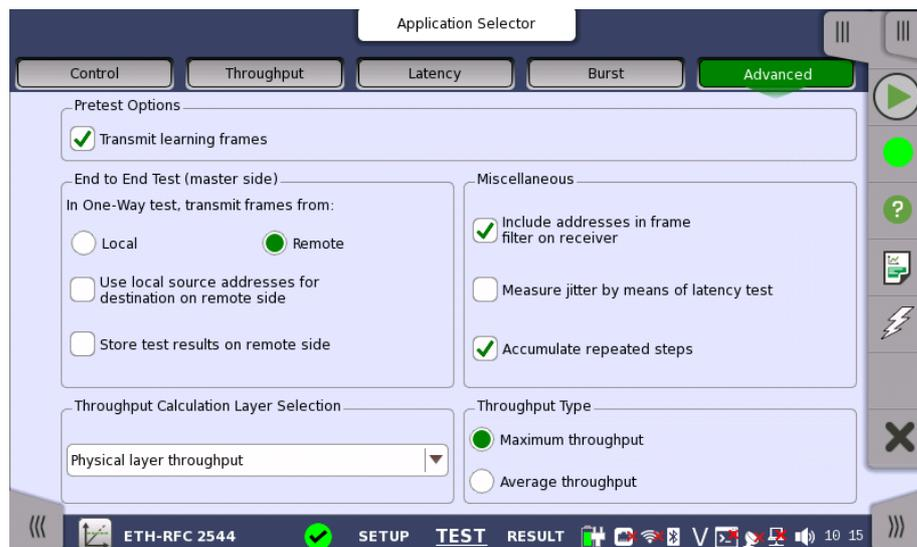 Application Selector
Control Throughput Latency Burst Advanced
Pretest Options
Transmit learning frames
End to End Test (master side)
In One-Way test, transmit frames from:
Local Remote
Use local source addresses for
destination on remote side
Store test results on remote side
Miscellaneous
Include addresses in frame
filter on receiver
Measure jitter by means of latency test
Accumulate repeated steps
Throughput Calculation Layer Selection
Physical layer throughput
Throughput Type
Maximum throughput
Average throughput
ETH-RFC 2544 SETUP TEST RESULT V 10 15